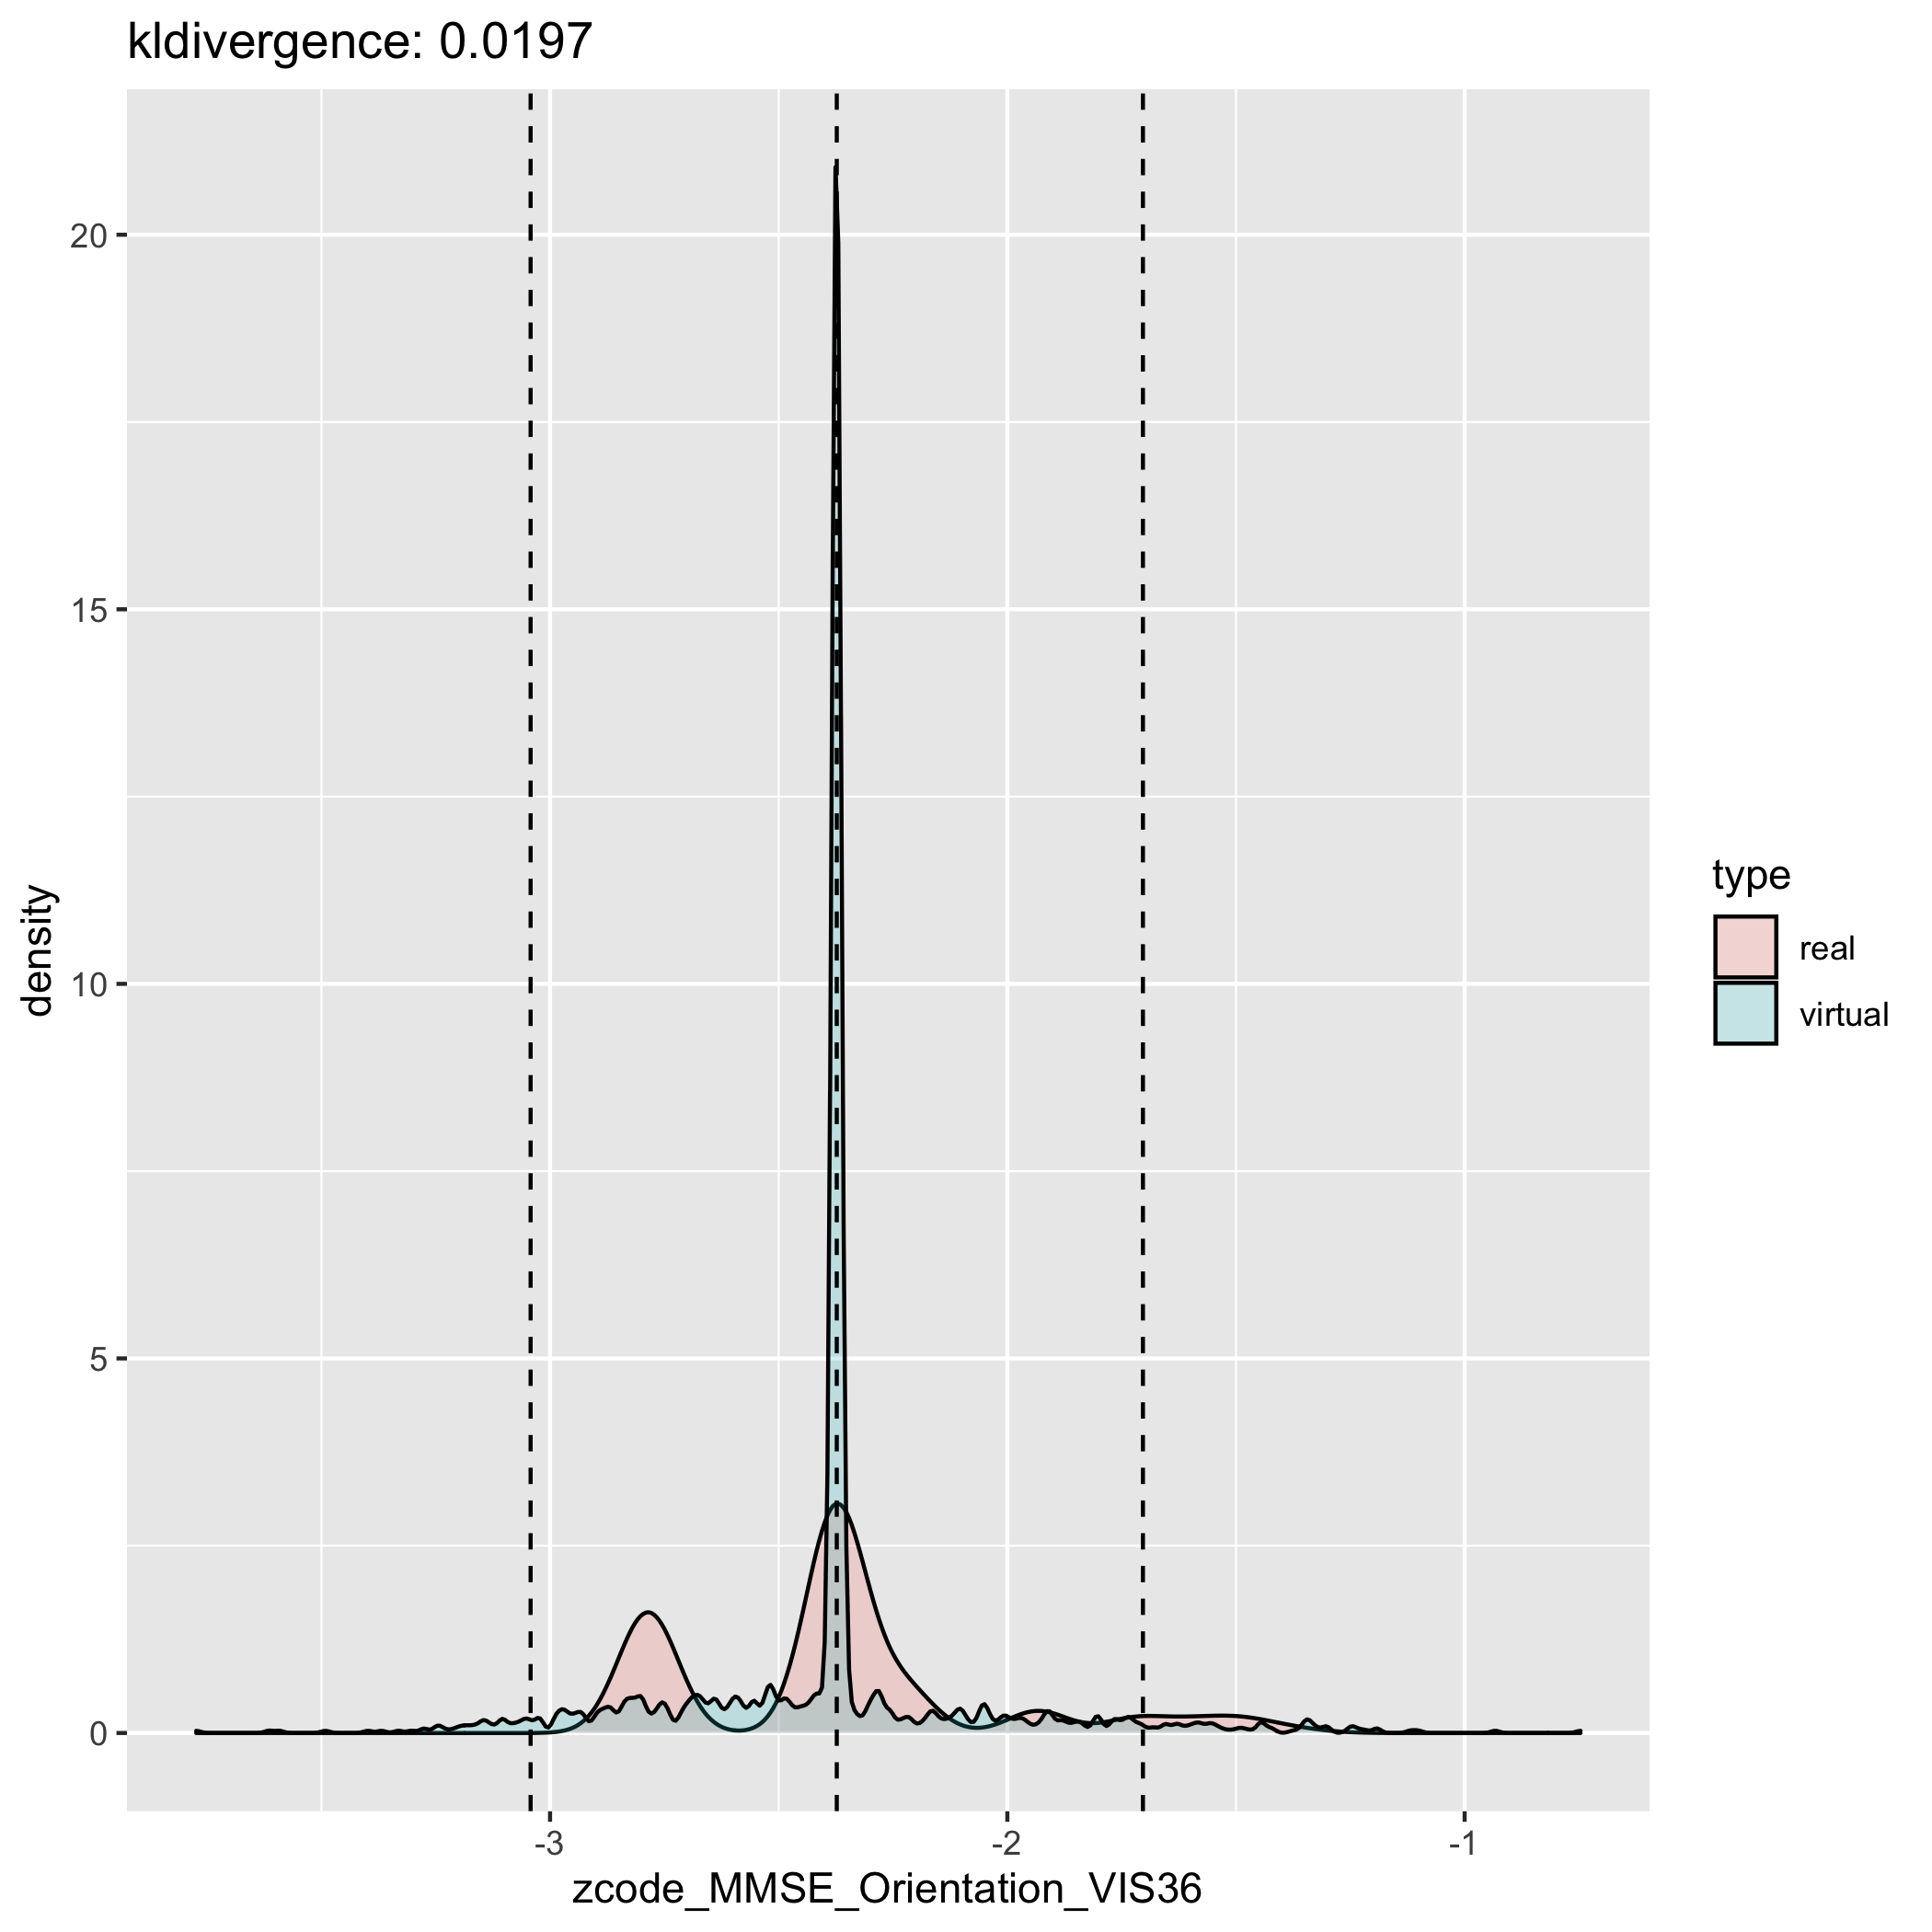 kldivergence: 0.0197
20
15
10
5
0
density
-3
-2
-1
zcode_MMSE_Orientation_VIS36
type
real
virtual